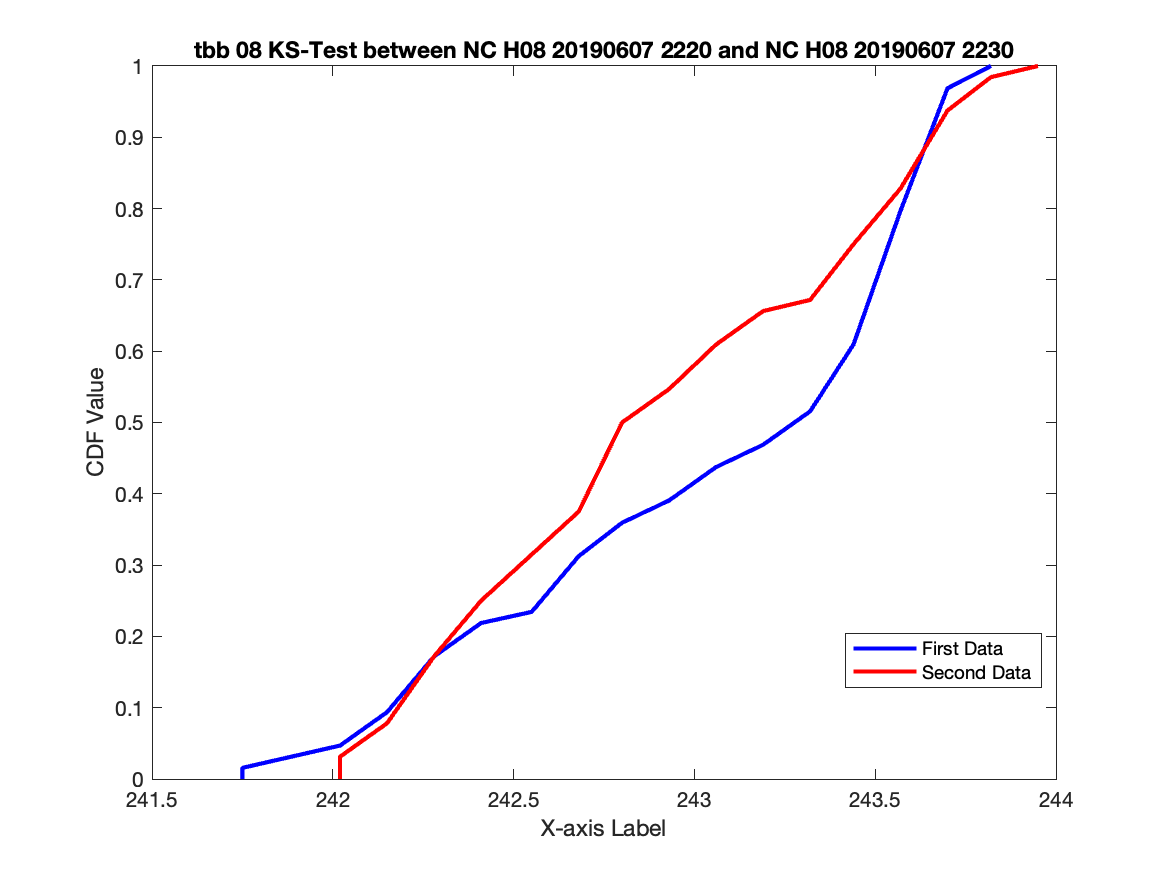 tbb 08 KS-Test between NC H08 20190607 2220 and NC H08 20190607 2230
1
0.9
0.8
0.7
0.6
0.5
0.4
0.3
0.2
0.1
0
CDF Value
First Data
Second Data
241.5 242 242.5 243 243.5 244
X-axis Label